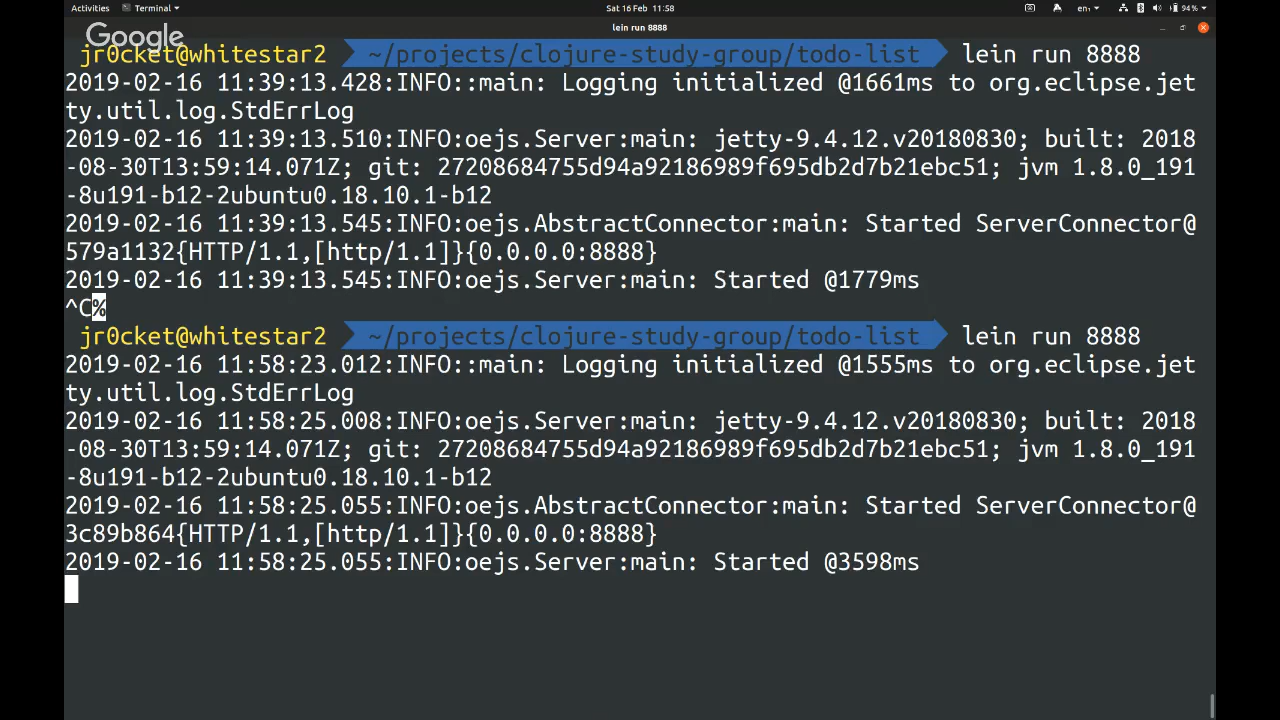 Activities Terminal Sat 16 Feb 11:58 en₁ 94%
lein run 8888
Google
jr0cket@whitestar2 ~/projects/clojure-study-group/todo-list lein run 8888
2019-02-16 11:39:13.428:INFO::main: Logging initialized @1661ms to org.eclipse.jet
ty.util.log.StdErrLog
2019-02-16 11:39:13.510:INFO:oejs.Server:main: jetty-9.4.12.v20180830; built: 2018
-08-30T13:59:14.071Z; git: 27208684755d94a92186989f695db2d7b21ebc51; jvm 1.8.0_191
-8u191-b12-2ubuntu0.18.10.1-b12
2019-02-16 11:39:13.545:INFO:oejs.AbstractConnector:main: Started ServerConnector@
579a1132{HTTP/1.1,[http/1.1]}{0.0.0.0:8888}
2019-02-16 11:39:13.545:INFO:oejs.Server:main: Started @1779ms
^C%
jr0cket@whitestar2 ~/projects/clojure-study-group/todo-list lein run 8888
2019-02-16 11:58:23.012:INFO::main: Logging initialized @1555ms to org.eclipse.jet
ty.util.log.StdErrLog
2019-02-16 11:58:25.008:INFO:oejs.Server:main: jetty-9.4.12.v20180830; built: 2018
-08-30T13:59:14.071Z; git: 27208684755d94a92186989f695db2d7b21ebc51; jvm 1.8.0_191
-8u191-b12-2ubuntu0.18.10.1-b12
2019-02-16 11:58:25.055:INFO:oejs.AbstractConnector:main: Started ServerConnector@
3c89b864{HTTP/1.1,[http/1.1]}{0.0.0.0:8888}
2019-02-16 11:58:25.055:INFO:oejs.Server:main: Started @3598ms